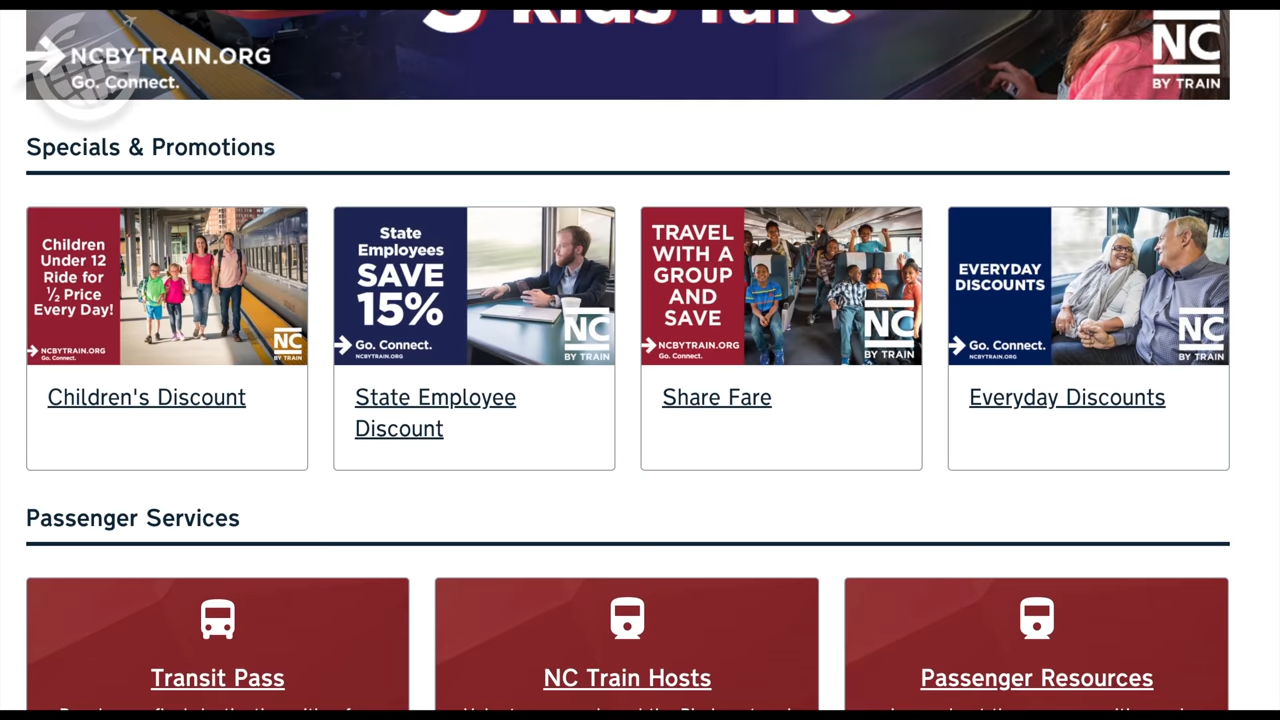 $5 kids fare
NCBYTRAIN.ORG
Go. Connect.
NC
BY TRAIN
Specials & Promotions
Children
Under 12
Ride for
½ Price
Every Day!
NCBYTRAIN.ORG
Go. Connect.
NC
BY TRAIN
State
Employees
SAVE
15%
Go. Connect.
NCBYTRAIN.ORG
NC
BY TRAIN
TRAVEL
WITH A
GROUP
AND
SAVE
NCBYTRAIN.ORG
Go. Connect.
NC
BY TRAIN
EVERYDAY
DISCOUNTS
Go. Connect.
NCBYTRAIN.ORG
NC
BY TRAIN
Children's Discount
State Employee
Discount
Share Fare
Everyday Discounts
Passenger Services
Transit Pass
NC Train Hosts
Passenger Resources